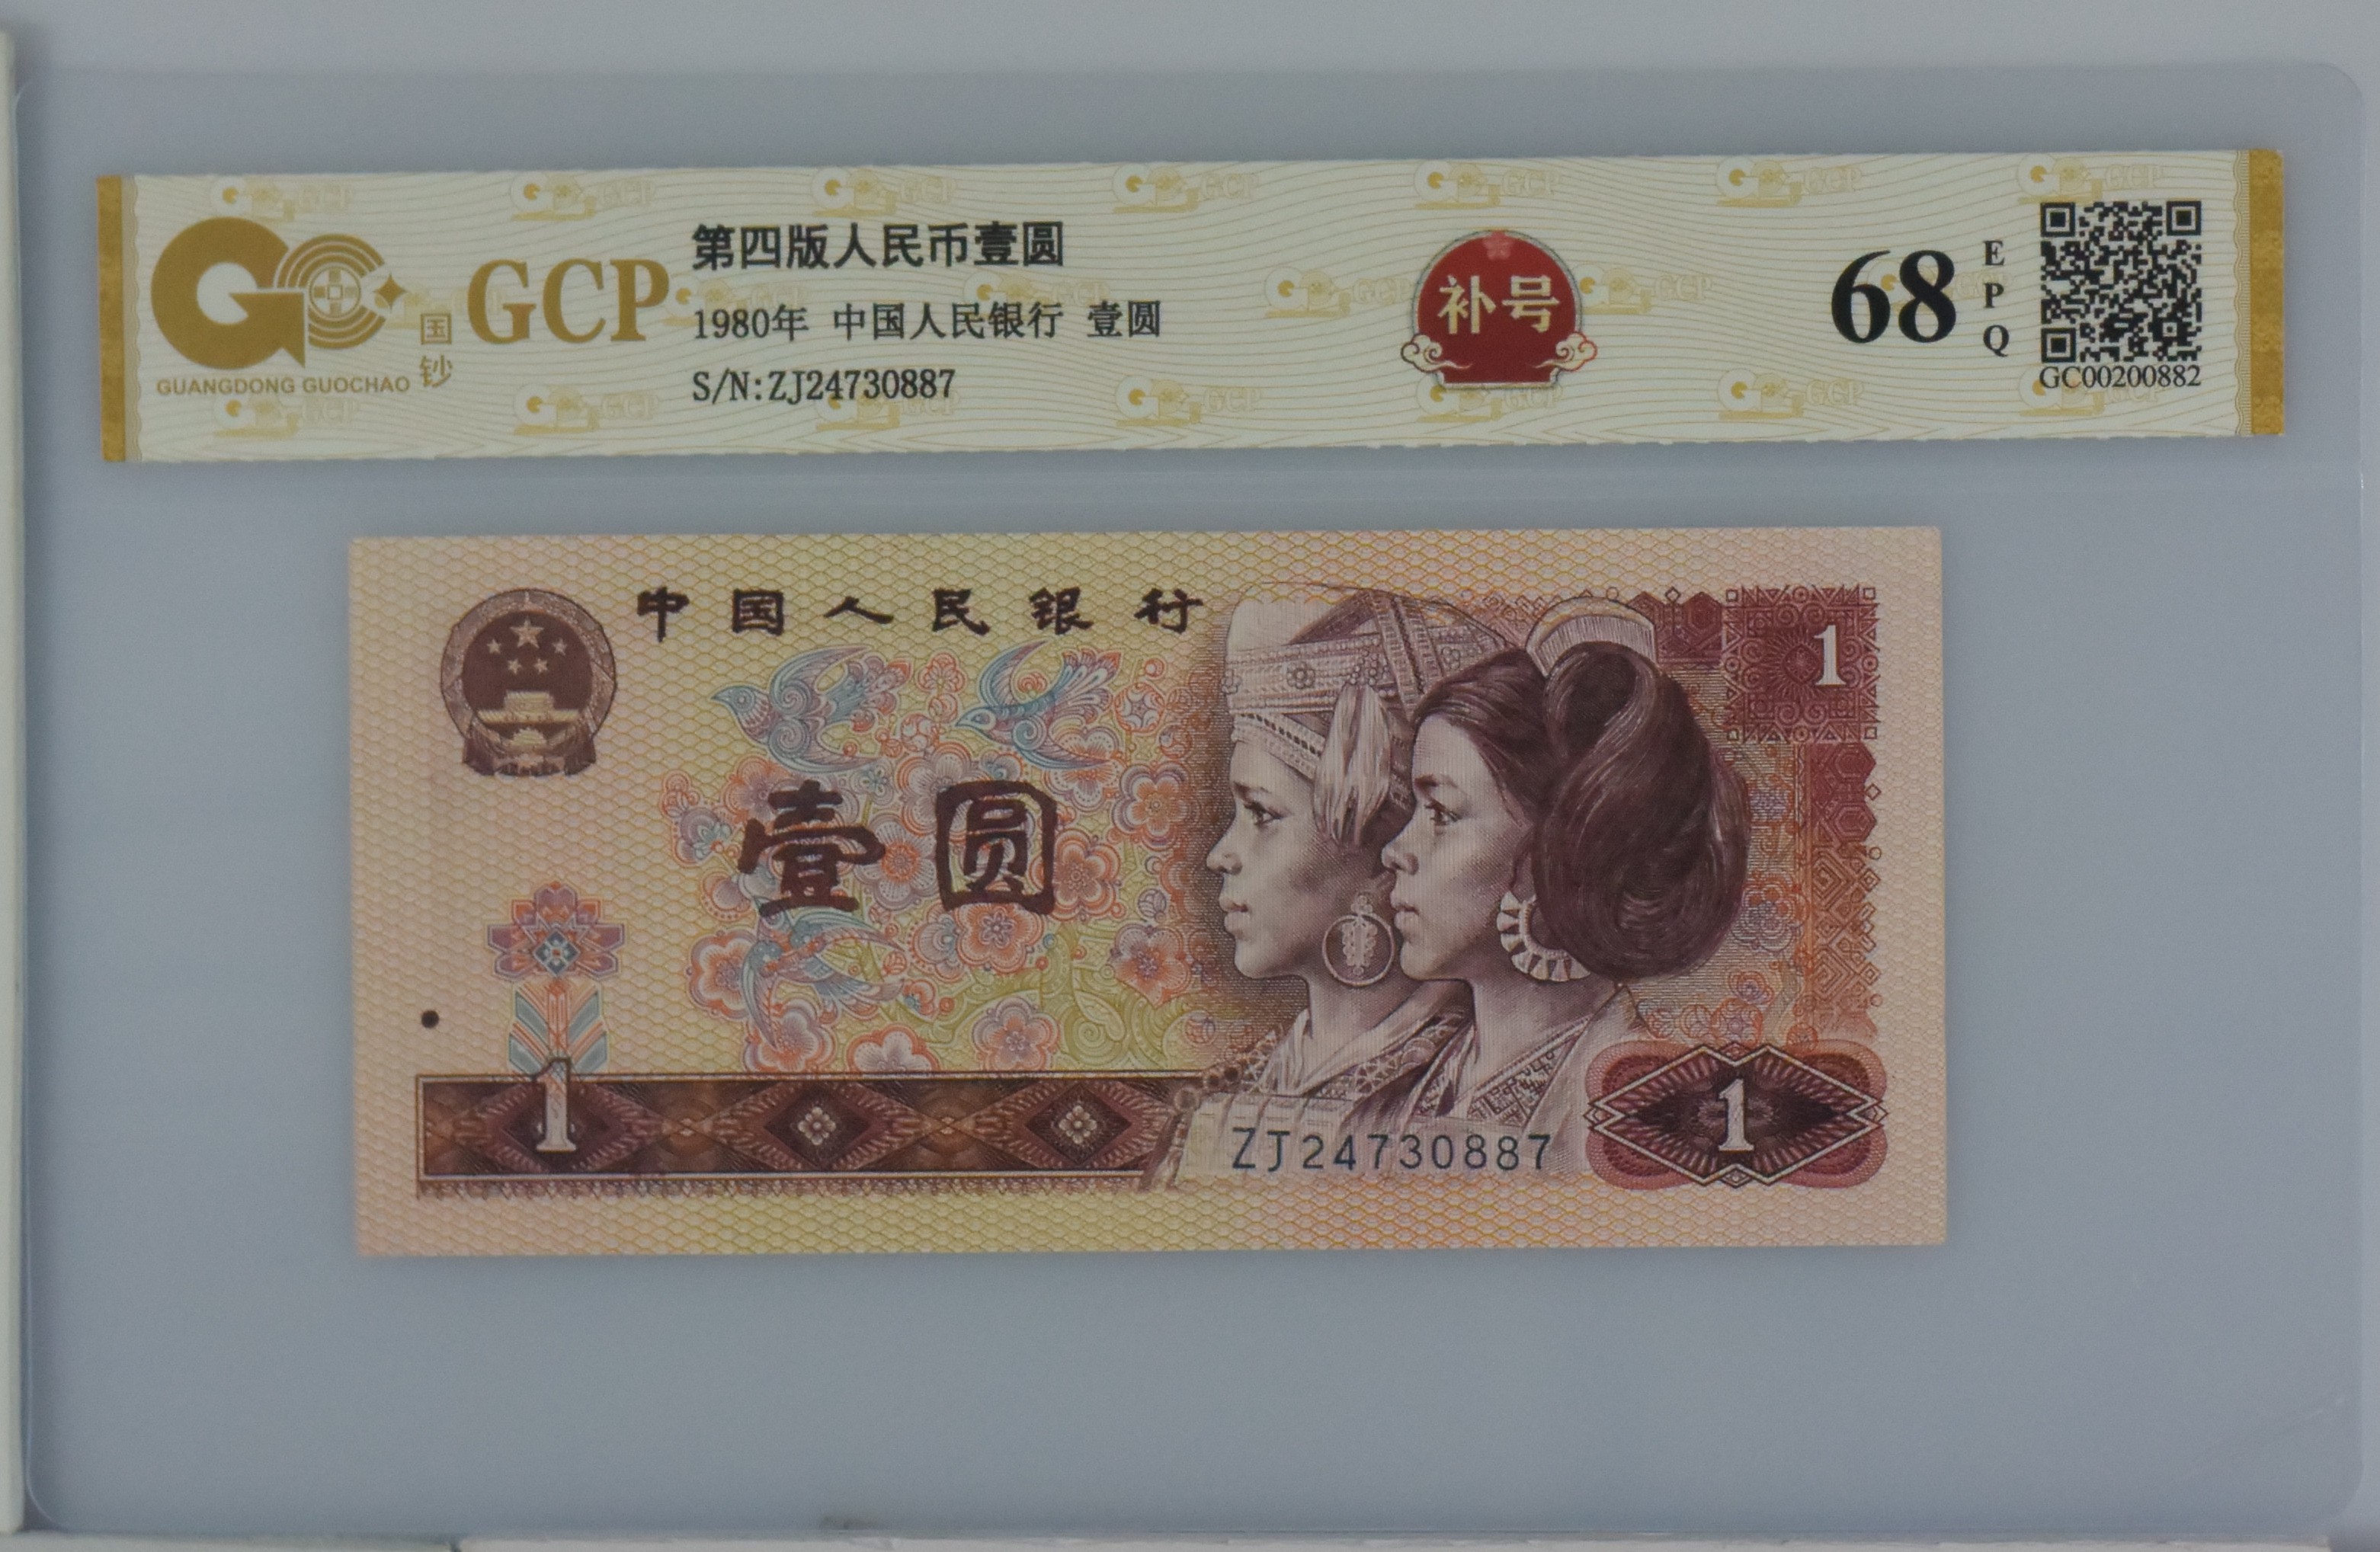 GCP
国钞
GUANGDONG GUOCHAO
第四版人民币壹圆
1980年 中国人民银行 壹圆
S/N:ZJ24730887
补号
68
EPQ
GC00200882
中国人民银行
1
壹圆
1
ZJ24730887
1